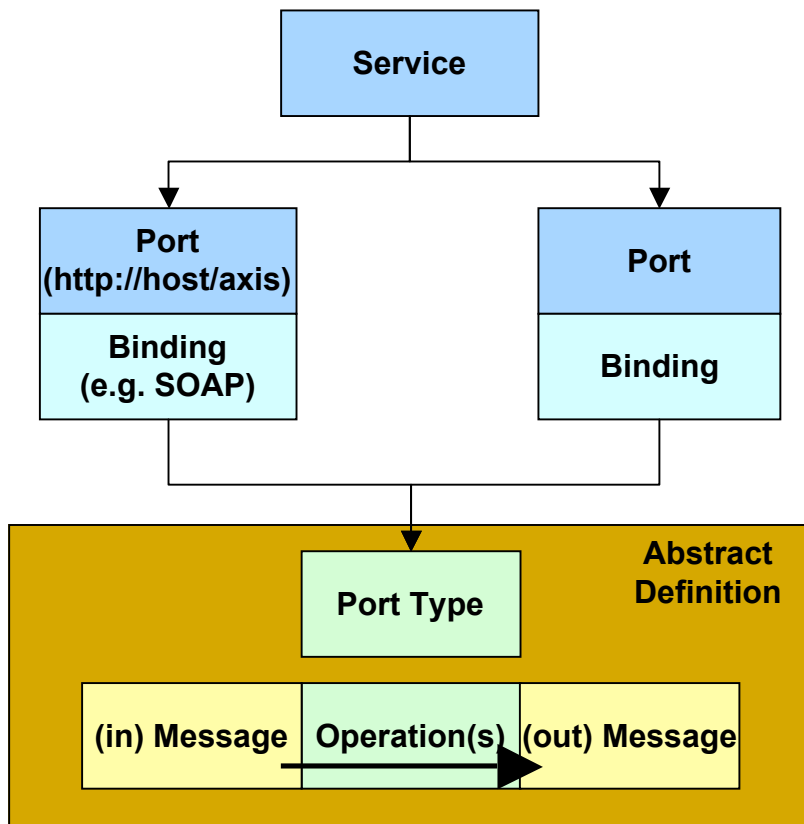 Service
Port
(http://host/axis)
Binding
(e.g. SOAP)
Port
Binding
Abstract
Definition
Port Type
(in) Message
Operation(s)
(out) Message